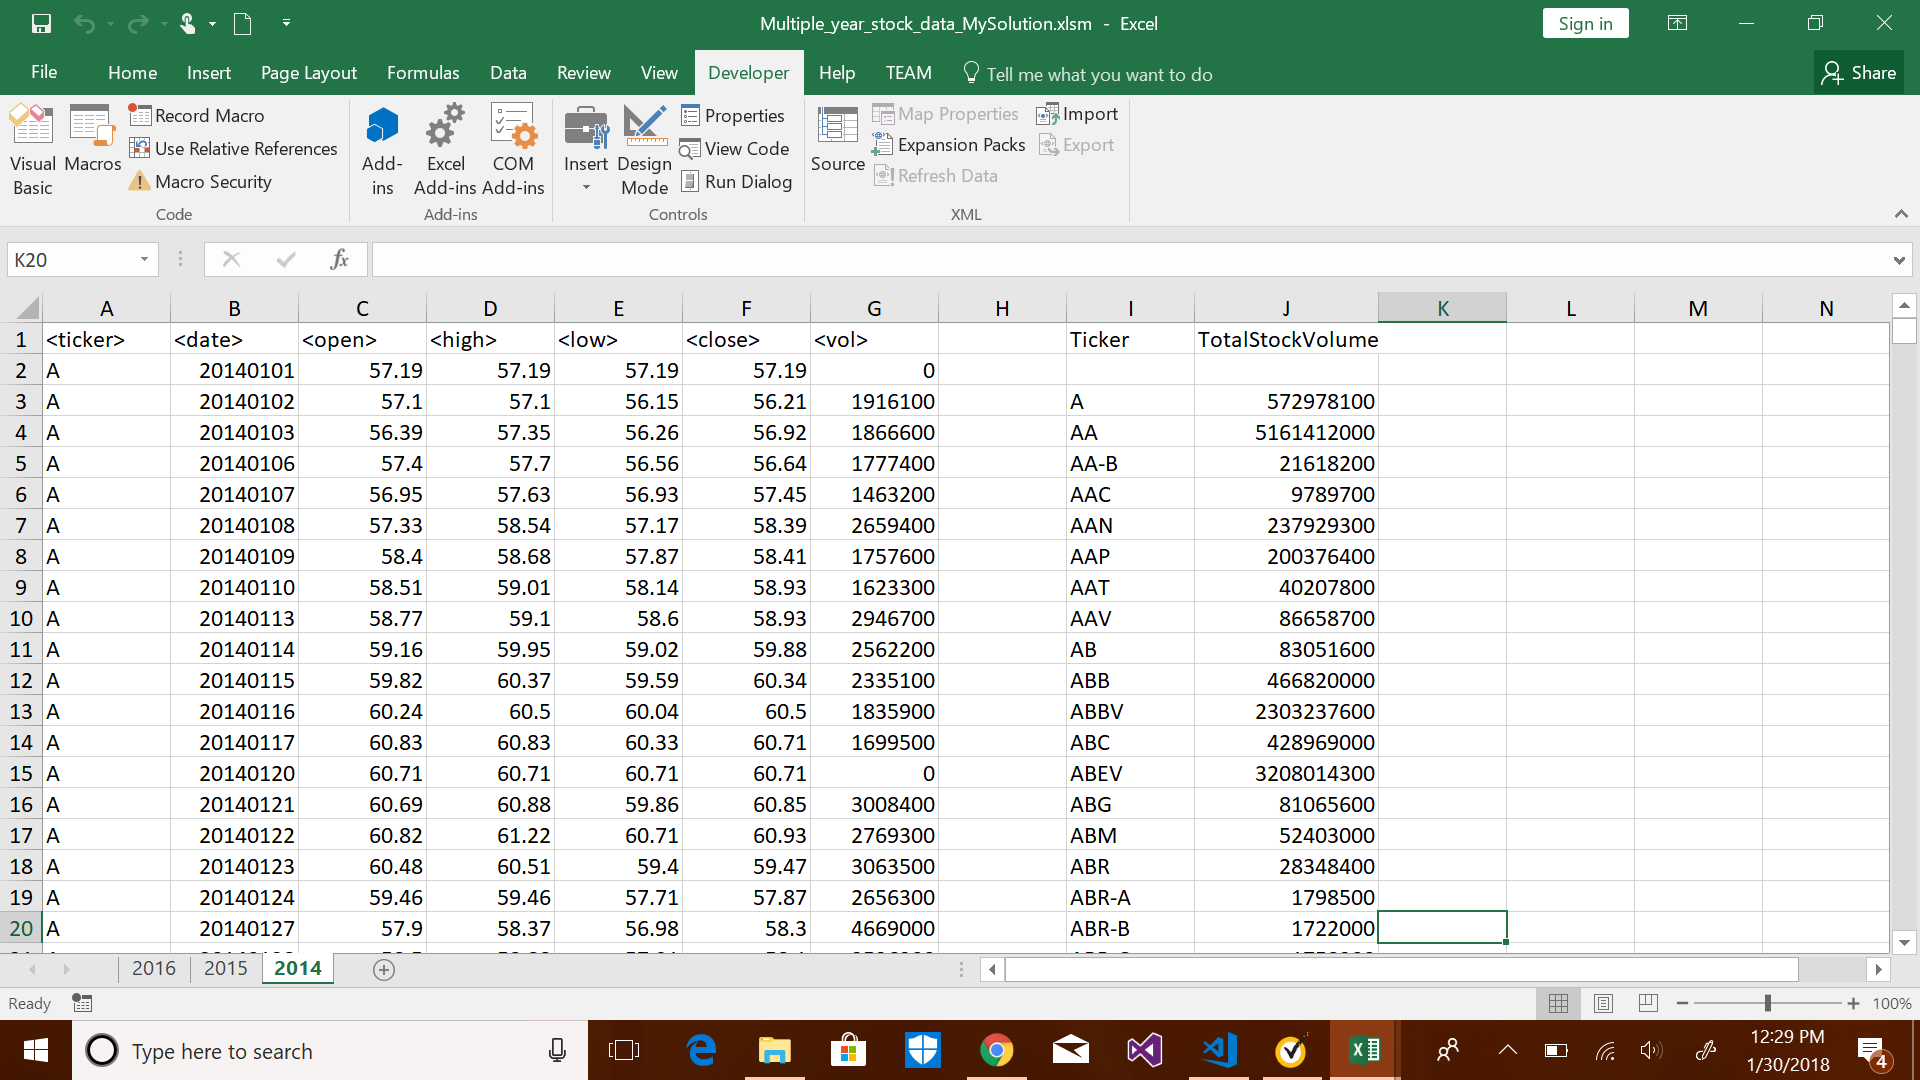 Multiple_year_stock_data_MySolution.xlsm - Excel
Sign in
File Home Insert Page Layout Formulas Data Review View Developer Help TEAM Tell me what you want to do Share
Visual Basic
Macros
Record Macro
Use Relative References
Macro Security
Code
Add-ins
Excel Add-ins
COM Add-ins
Add-ins
Insert
Design Mode
Properties
View Code
Run Dialog
Controls
Source
Map Properties
Expansion Packs
Refresh Data
Import
Export
XML
K20 fx
A B C D E F G H I J K L M N
1 <ticker> <date> <open> <high> <low> <close> <vol> Ticker TotalStockVolume
2 A 20140101 57.19 57.19 57.19 57.19 0
3 A 20140102 57.1 57.1 56.15 56.21 1916100 A 572978100
4 A 20140103 56.39 57.35 56.26 56.92 1866600 AA 5161412000
5 A 20140106 57.4 57.7 56.56 56.64 1777400 AA-B 21618200
6 A 20140107 56.95 57.63 56.93 57.45 1463200 AAC 9789700
7 A 20140108 57.33 58.54 57.17 58.39 2659400 AAN 237929300
8 A 20140109 58.4 58.68 57.87 58.41 1757600 AAP 200376400
9 A 20140110 58.51 59.01 58.14 58.93 1623300 AAT 40207800
10 A 20140113 58.77 59.1 58.6 58.93 2946700 AAV 86658700
11 A 20140114 59.16 59.95 59.02 59.88 2562200 AB 83051600
12 A 20140115 59.82 60.37 59.59 60.34 2335100 ABB 466820000
13 A 20140116 60.24 60.5 60.04 60.5 1835900 ABBV 2303237600
14 A 20140117 60.83 60.83 60.33 60.71 1699500 ABC 428969000
15 A 20140120 60.71 60.71 60.71 60.71 0 ABEV 3208014300
16 A 20140121 60.69 60.88 59.86 60.85 3008400 ABG 81065600
17 A 20140122 60.82 61.22 60.71 60.93 2769300 ABM 52403000
18 A 20140123 60.48 60.51 59.4 59.47 3063500 ABR 28348400
19 A 20140124 59.46 59.46 57.71 57.87 2656300 ABR-A 1798500
20 A 20140127 57.9 58.37 56.98 58.3 4669000 ABR-B 1722000
2016 2015 2014
Ready 100%
Type here to search
12:29 PM
1/30/2018
4